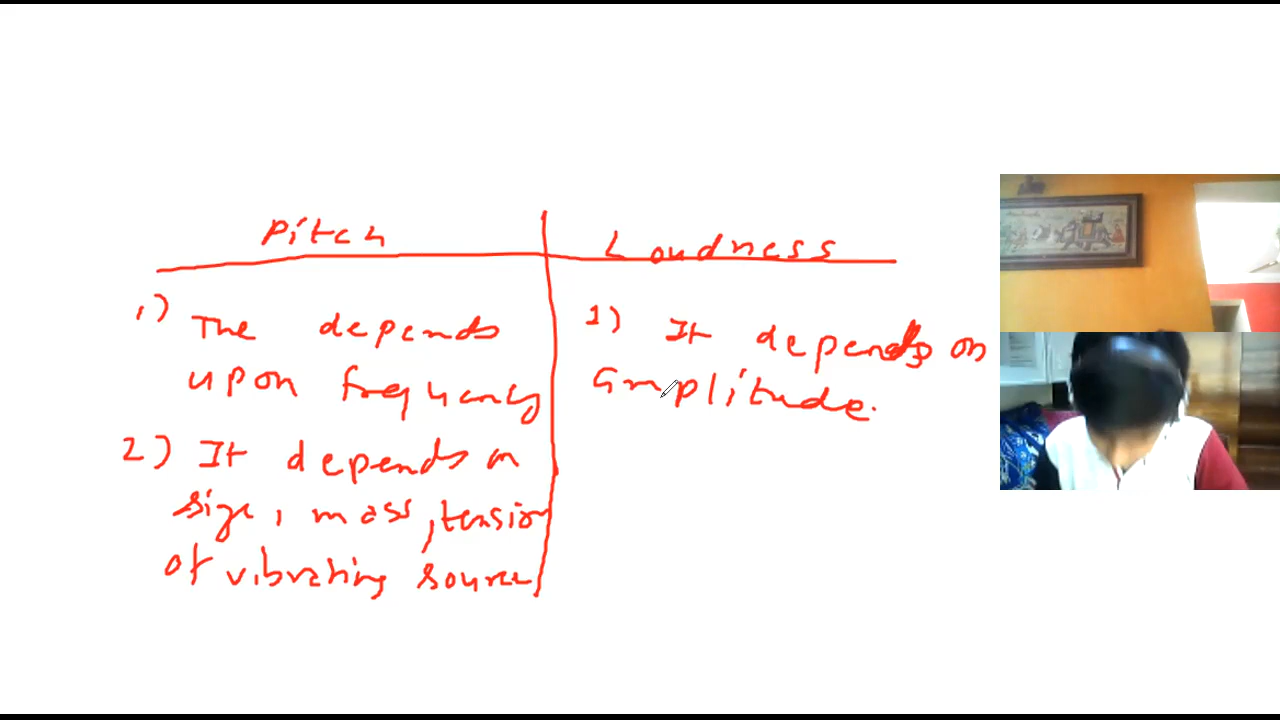 Pitch
1) The depends
upon frequency
2) It depends on
size, mass, tension
of vibrating source
Loudness
1) It depends on
amplitude.